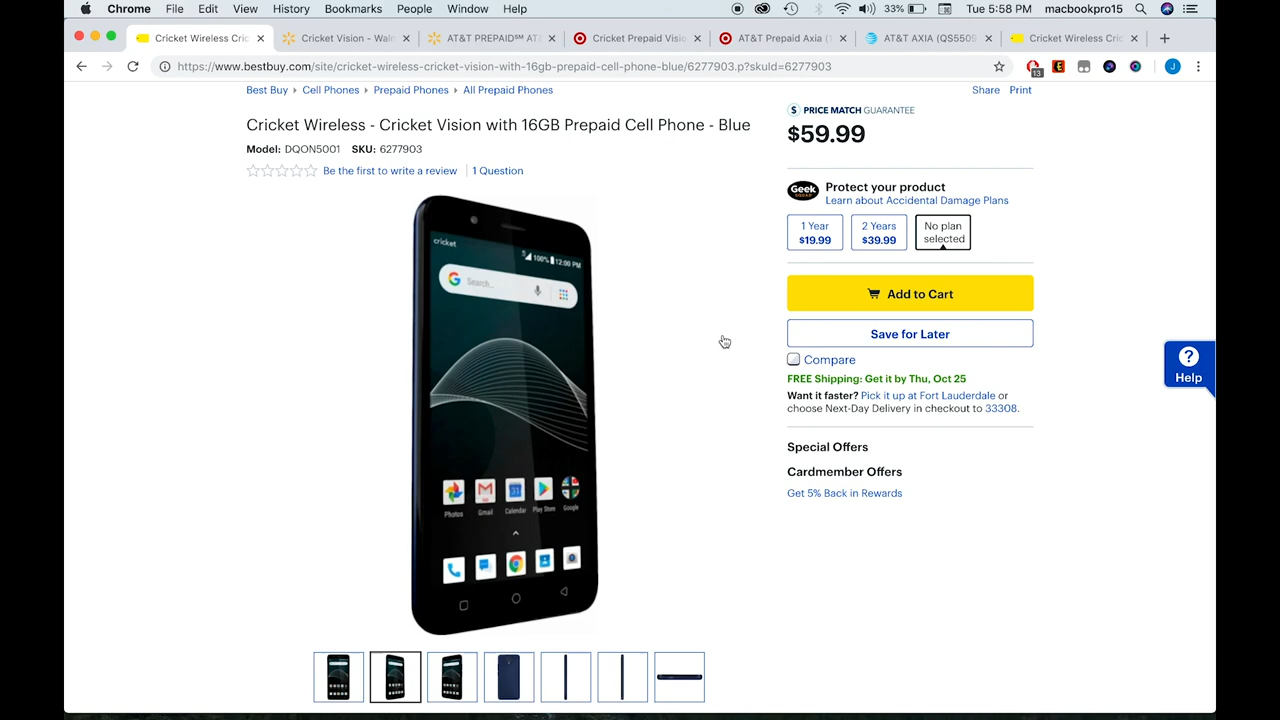 Chrome File Edit View History Bookmarks People Window Help 33% Tue 5:58 PM macbookpro15
Cricket Wireless Cric Cricket Vision - Waln AT&T PREPAID℠ AT& Cricket Prepaid Visio AT&T Prepaid Axia (1 AT&T AXIA (QS5509 Cricket Wireless Cric
https://www.bestbuy.com/site/cricket-wireless-cricket-vision-with-16gb-prepaid-cell-phone-blue/6277903.p?skuId=6277903
13
J
Best Buy Cell Phones Prepaid Phones All Prepaid Phones
Share Print
Cricket Wireless - Cricket Vision with 16GB Prepaid Cell Phone - Blue
Model: DQON5001 SKU: 6277903
Be the first to write a review 1 Question
$ PRICE MATCH GUARANTEE
$59.99
Geek SQUAD
Protect your product
Learn about Accidental Damage Plans
1 Year
$19.99
2 Years
$39.99
No plan
selected
Add to Cart
Save for Later
Compare
FREE Shipping: Get it by Thu, Oct 25
Want it faster? Pick it up at Fort Lauderdale or
choose Next-Day Delivery in checkout to 33308.
Special Offers
Cardmember Offers
Get 5% Back in Rewards
?
Help
cricket
100% 12:00 PM
G Search...
Photos Gmail Calendar Play Store Google